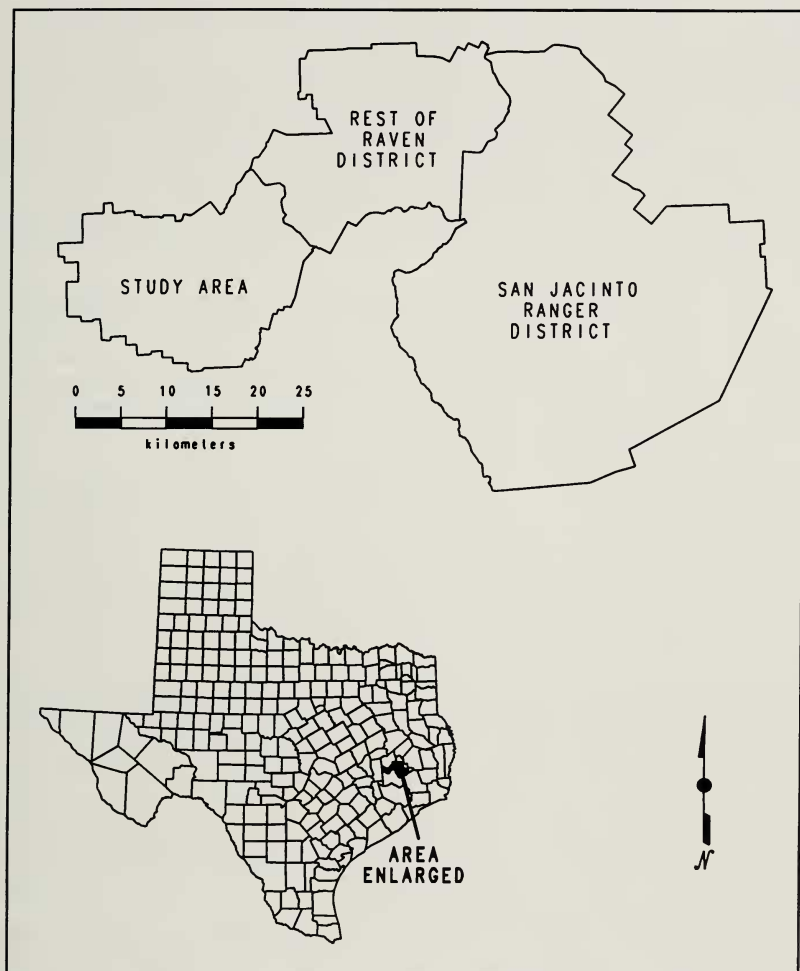 REST OF
RAVEN
DISTRICT
STUDY AREA
SAN JACINTO
RANGER
DISTRICT
0 5 10 15 20 25
kilometers
AREA
ENLARGED
N